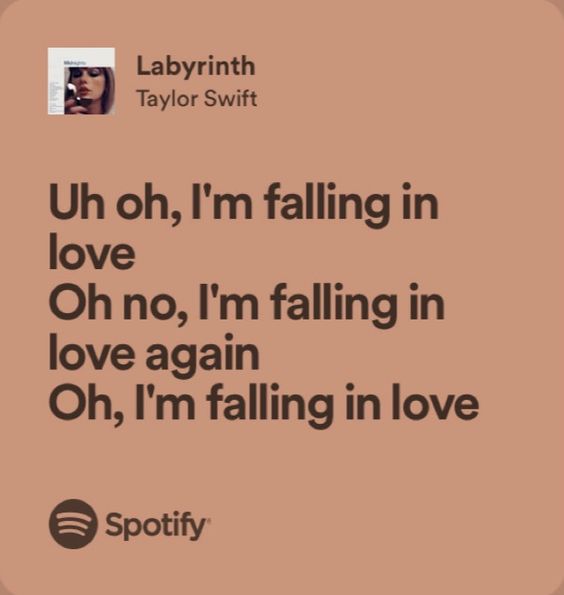 Labyrinth
Taylor Swift
Uh oh, I'm falling in
love
Oh no, I'm falling in
love again
Oh, I'm falling in love
Spotify